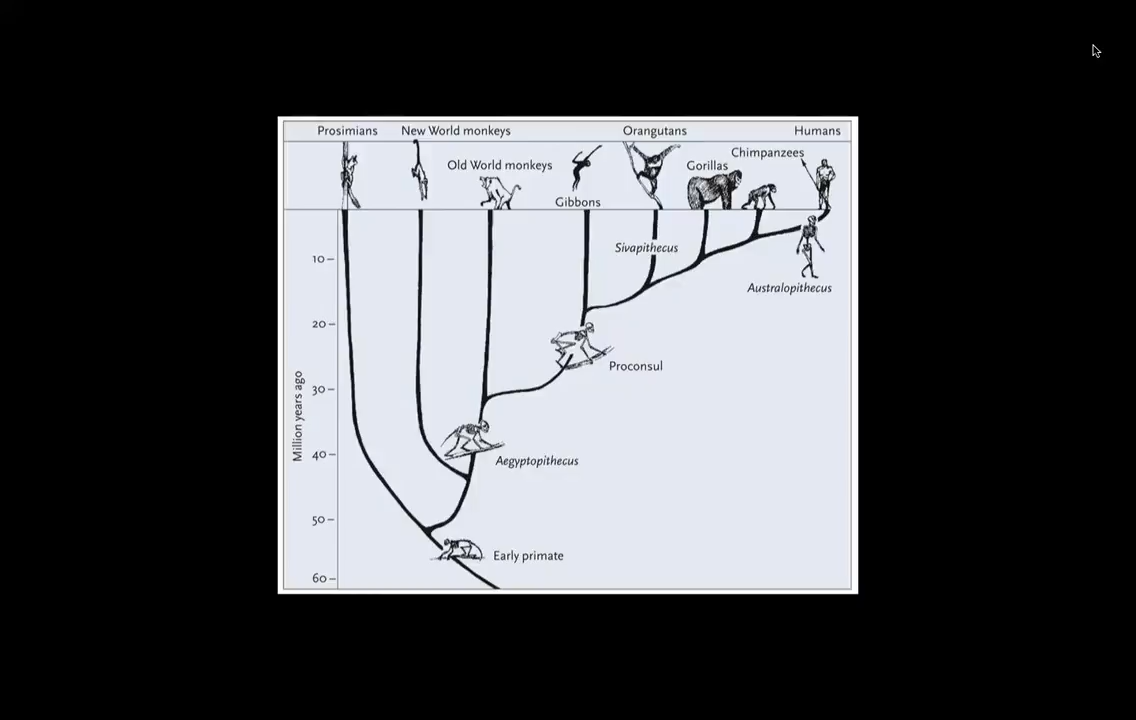 Prosimians New World monkeys Orangutans Humans
Chimpanzees
Old World monkeys Gorillas
Gibbons
Sivapithecus
10
Australopithecus
20
Proconsul
30
Million years ago
40
Aegyptopithecus
50
Early primate
60